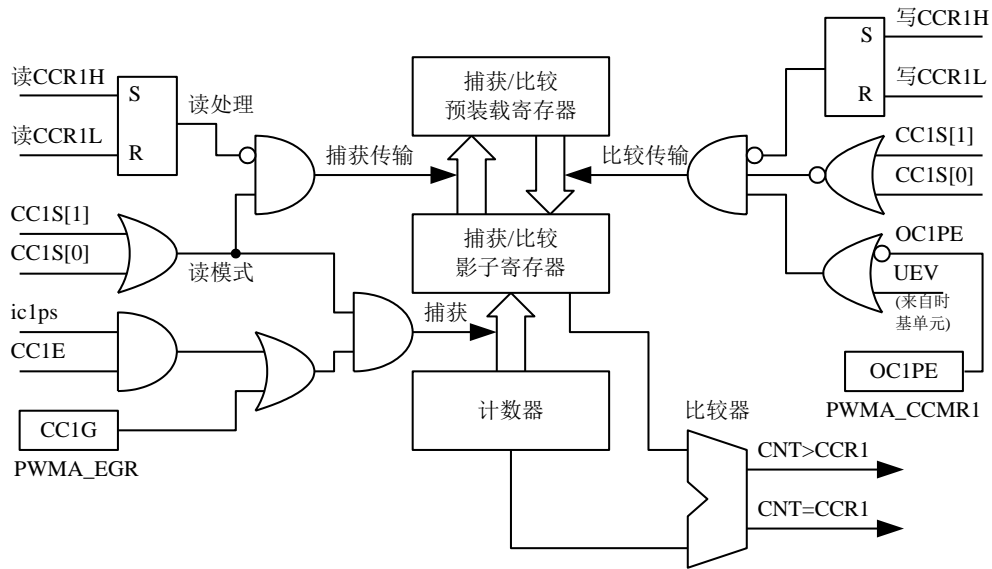 读CCR1H
读CCR1L
S
R
读处理
捕获/比较
预装载寄存器
写CCR1H
S
写CCR1L
R
捕获传输
比较传输
CC1S[1]
CC1S[0]
CC1S[1]
CC1S[0]
读模式
捕获/比较
影子寄存器
OC1PE
UEV
(来自时
基单元)
ic1ps
CC1E
捕获
OC1PE
PWMA_CCMR1
CC1G
PWMA_EGR
计数器
比较器
CNT>CCR1
CNT=CCR1